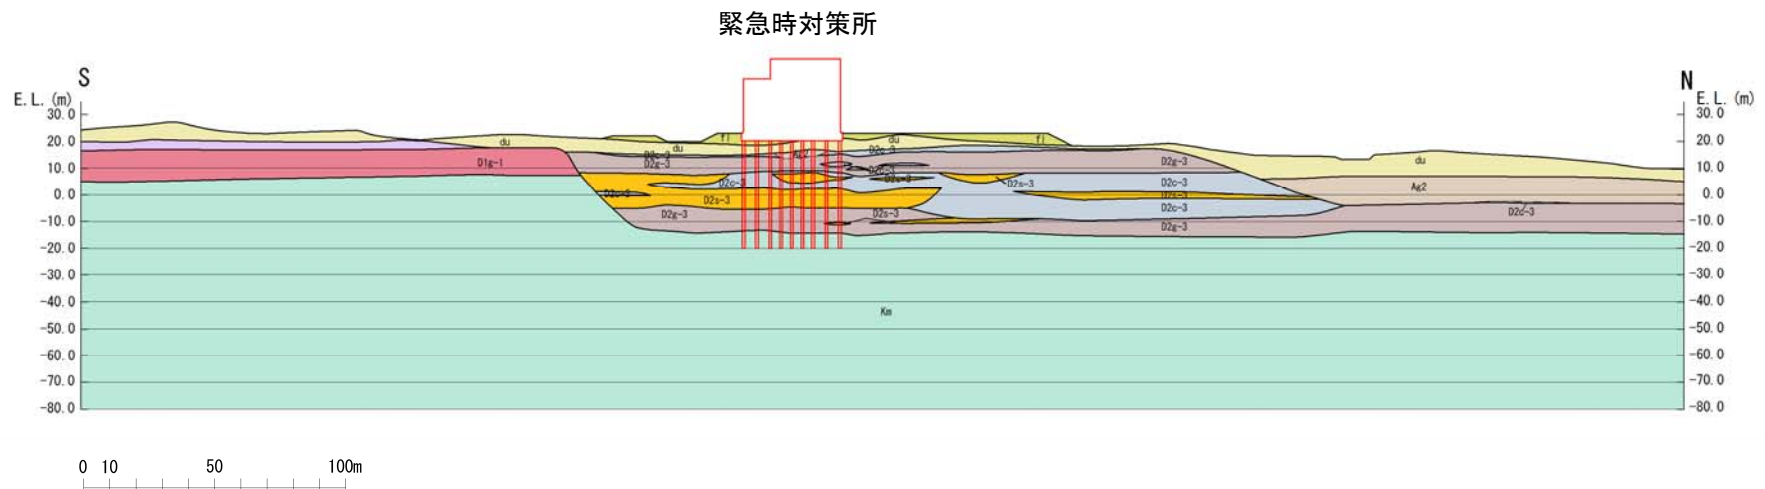 緊急時対策所
S
N
E.L. (m)
E.L. (m)
30.0
30.0
20.0
20.0
10.0
10.0
0.0
0.0
-10.0
-10.0
-20.0
-20.0
-30.0
-30.0
-40.0
-40.0
-50.0
-50.0
-60.0
-60.0
-70.0
-70.0
-80.0
-80.0
fl
du
fl
du
du
Ag2
D2c-3
D2c-3
D2g-3
D1g-1
D2g-3
du
D2c-3
D2s-3
D2c-3
D2s-3
D2c-3
D2s-3
Ag2
D2s-3
D2c-3
D2g-3
D2s-3
D2c-3
D2g-3
Km
0 10 50 100m